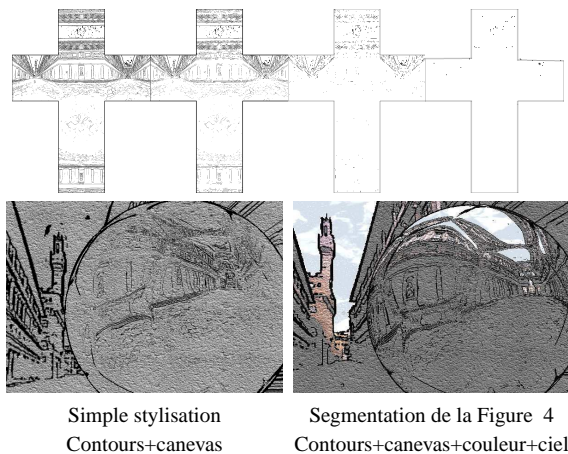 Simple stylisation
Contours+canevas
Segmentation de la Figure 4
Contours+canevas+couleur+ciel